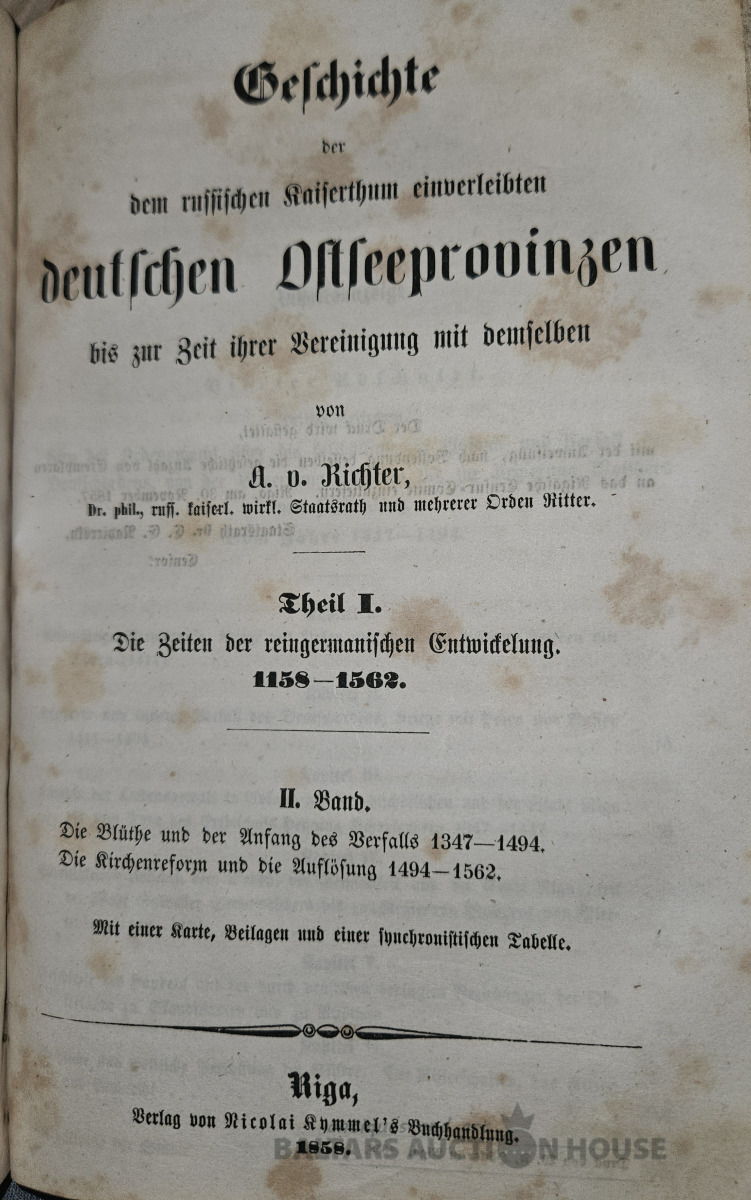 Geschichte
der
dem russischen Kaiserthum einverleibten
deutschen Ostseeprovinzen
bis zur Zeit ihrer Vereinigung mit demselben
von
A. v. Richter,
Dr. phil., russ. kaiserl. wirkl. Staatsrath und mehrerer Orden Ritter.
Theil I.
Die Zeiten der reingermanischen Entwickelung.
1158—1562.
II. Band.
Die Blüthe und der Anfang des Verfalls 1347—1494.
Die Kirchenreform und die Auflösung 1494—1562.
Mit einer Karte, Beilagen und einer synchronistischen Tabelle.
Riga,
Verlag von Nicolai Kymmel's Buchhandlung.
1858.
BALTARS AUCTION HOUSE